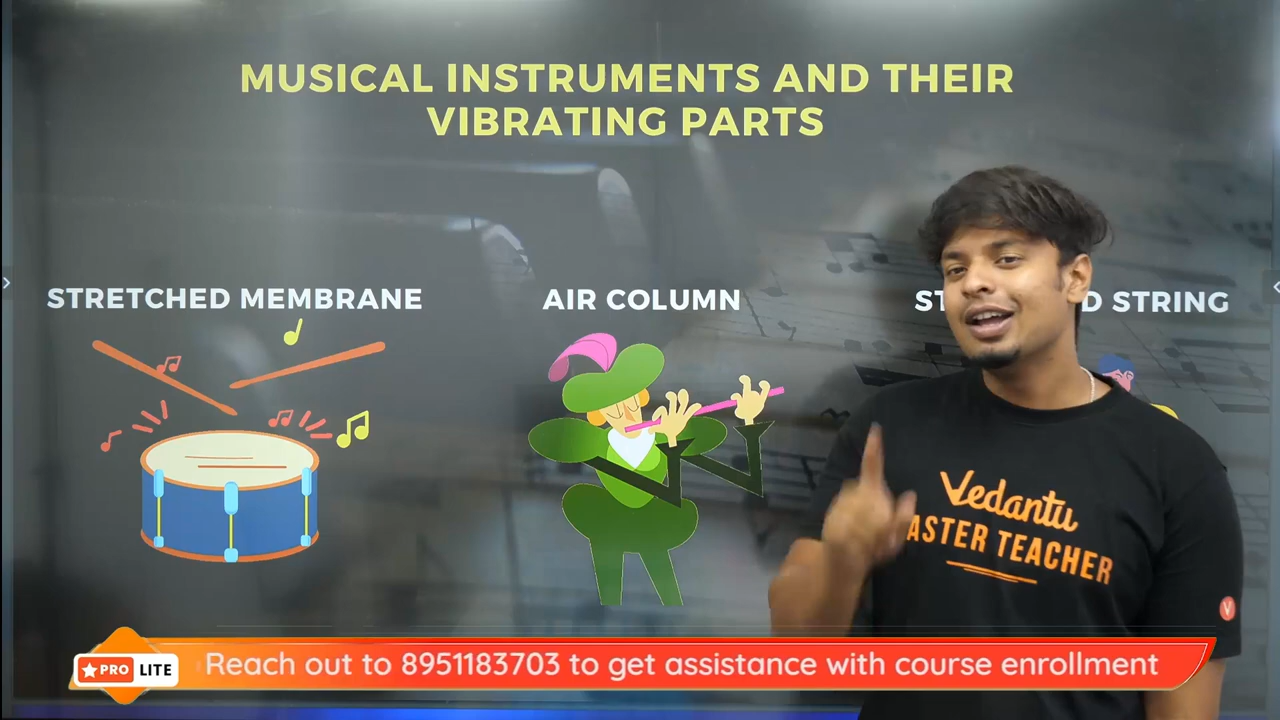 MUSICAL INSTRUMENTS AND THEIR
VIBRATING PARTS
STRETCHED MEMBRANE
AIR COLUMN
STRING
Vedantu
MASTER TEACHER
V
PRO LITE
Reach out to 8951183703 to get assistance with course enrollment